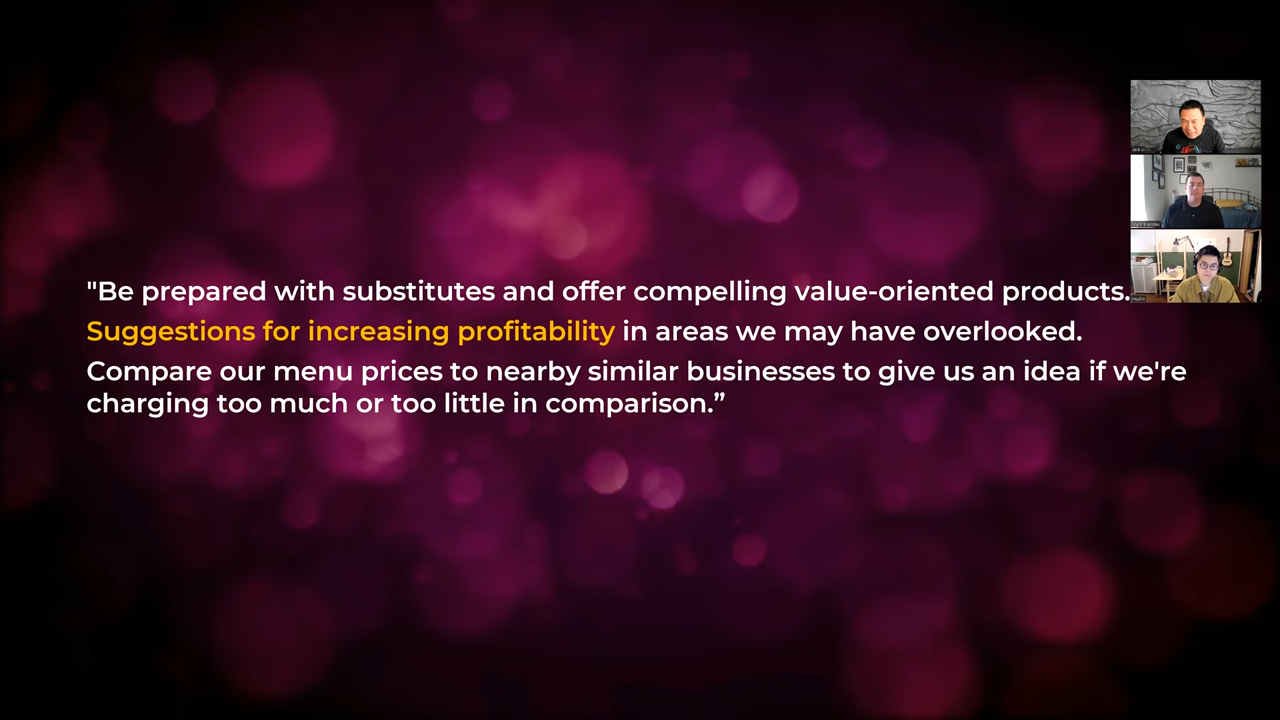 "Be prepared with substitutes and offer compelling value-oriented products.
Suggestions for increasing profitability in areas we may have overlooked.
Compare our menu prices to nearby similar businesses to give us an idea if we're
charging too much or too little in comparison.”